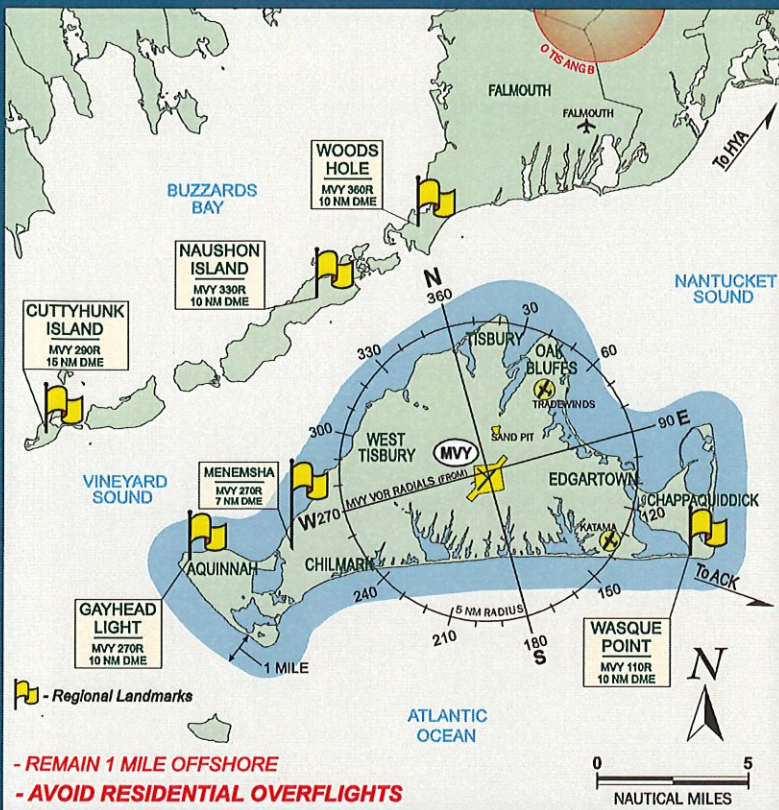 OTIS ANGB
FALMOUTH
FALMOUTH
To HYA
WOODS
HOLE
MVY 360R
10 NM DME
BUZZARDS
BAY
NAUSHON
ISLAND
MVY 330R
10 NM DME
NANTUCKET
SOUND
CUTTYHUNK
ISLAND
MVY 290R
15 NM DME
N
360
30
60
90 E
120
150
180
S
210
240
W 270
300
330
TISBURY
OAK
BLUFFS
TRADEWINDS
SAND PIT
WEST
TISBURY
MVY
MVY VOR RADIALS (FROM)
EDGARTOWN
CHAPPAQUIDDICK
KATAMA
VINEYARD
SOUND
MENEMSHA
MVY 270R
7 NM DME
AQUINNAH
CHILMARK
To ACK
GAYHEAD
LIGHT
MVY 270R
10 NM DME
5 NM RADIUS
1 MILE
WASQUE
POINT
MVY 110R
10 NM DME
N
- Regional Landmarks
ATLANTIC
OCEAN
- REMAIN 1 MILE OFFSHORE
- AVOID RESIDENTIAL OVERFLIGHTS
0 5
NAUTICAL MILES